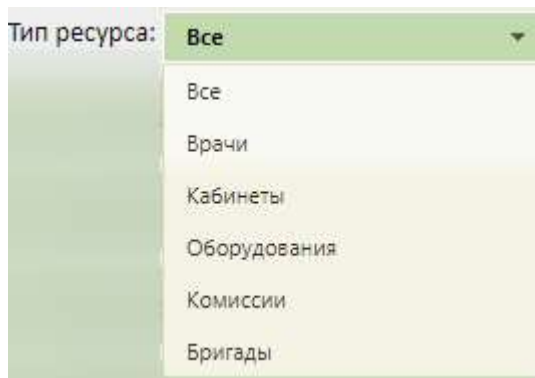 Тип ресурса: Все
Все
Врачи
Кабинеты
Оборудования
Комиссии
Бригады